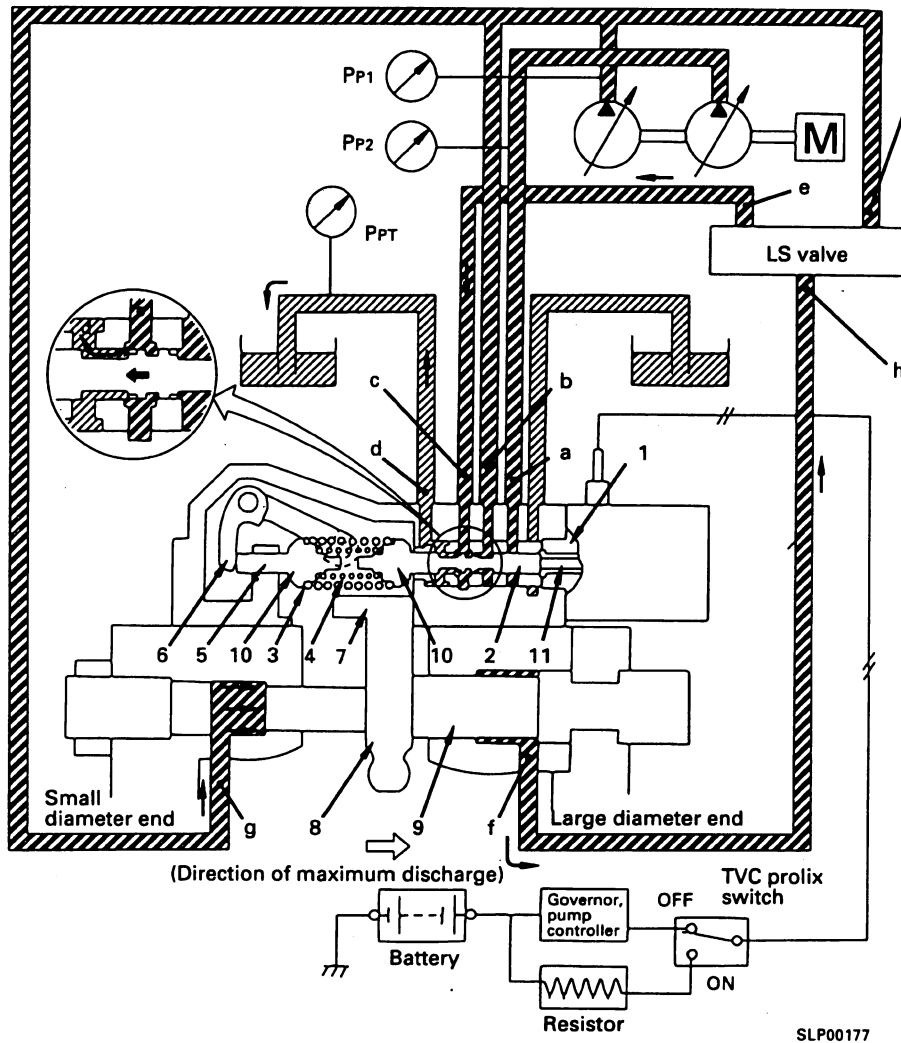 PP1
PP2
M
e
PPT
LS valve
h
c
b
d
a
1
6
5
10
3
4
7
10
2
11
Small
diameter end
g
8
9
f
Large diameter end
(Direction of maximum discharge)
TVC prolix
switch
OFF
Governor,
pump
controller
Battery
ON
Resistor
SLP00177